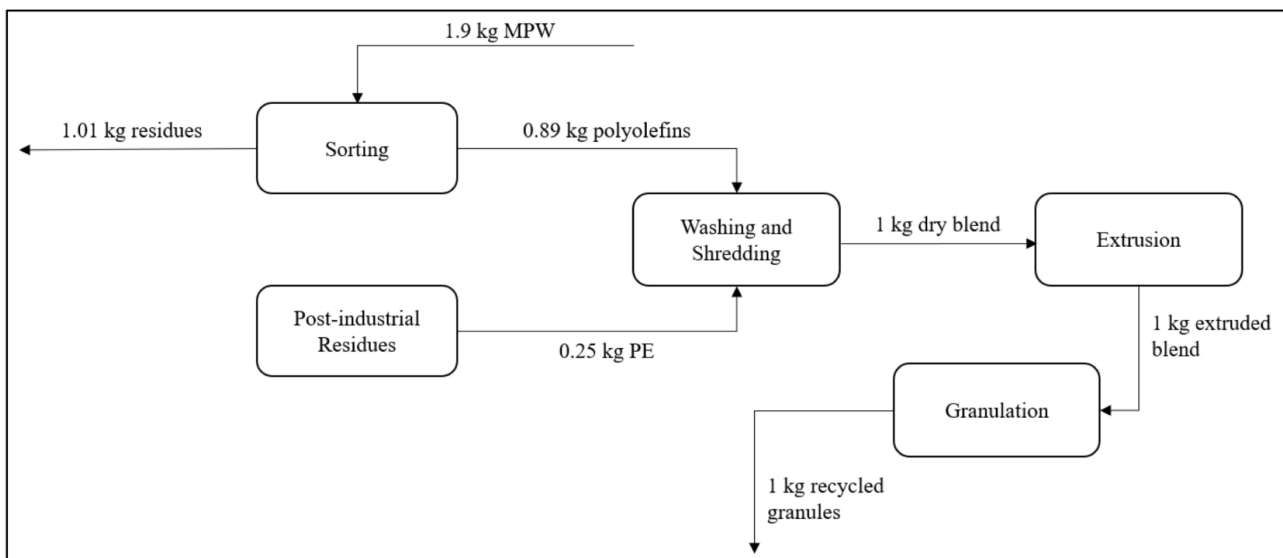 1.9 kg MPW
1.01 kg residues
Sorting
0.89 kg polyolefins
Washing and
Shredding
1 kg dry blend
Extrusion
Post-industrial
Residues
0.25 kg PE
1 kg extruded
blend
Granulation
1 kg recycled
granules